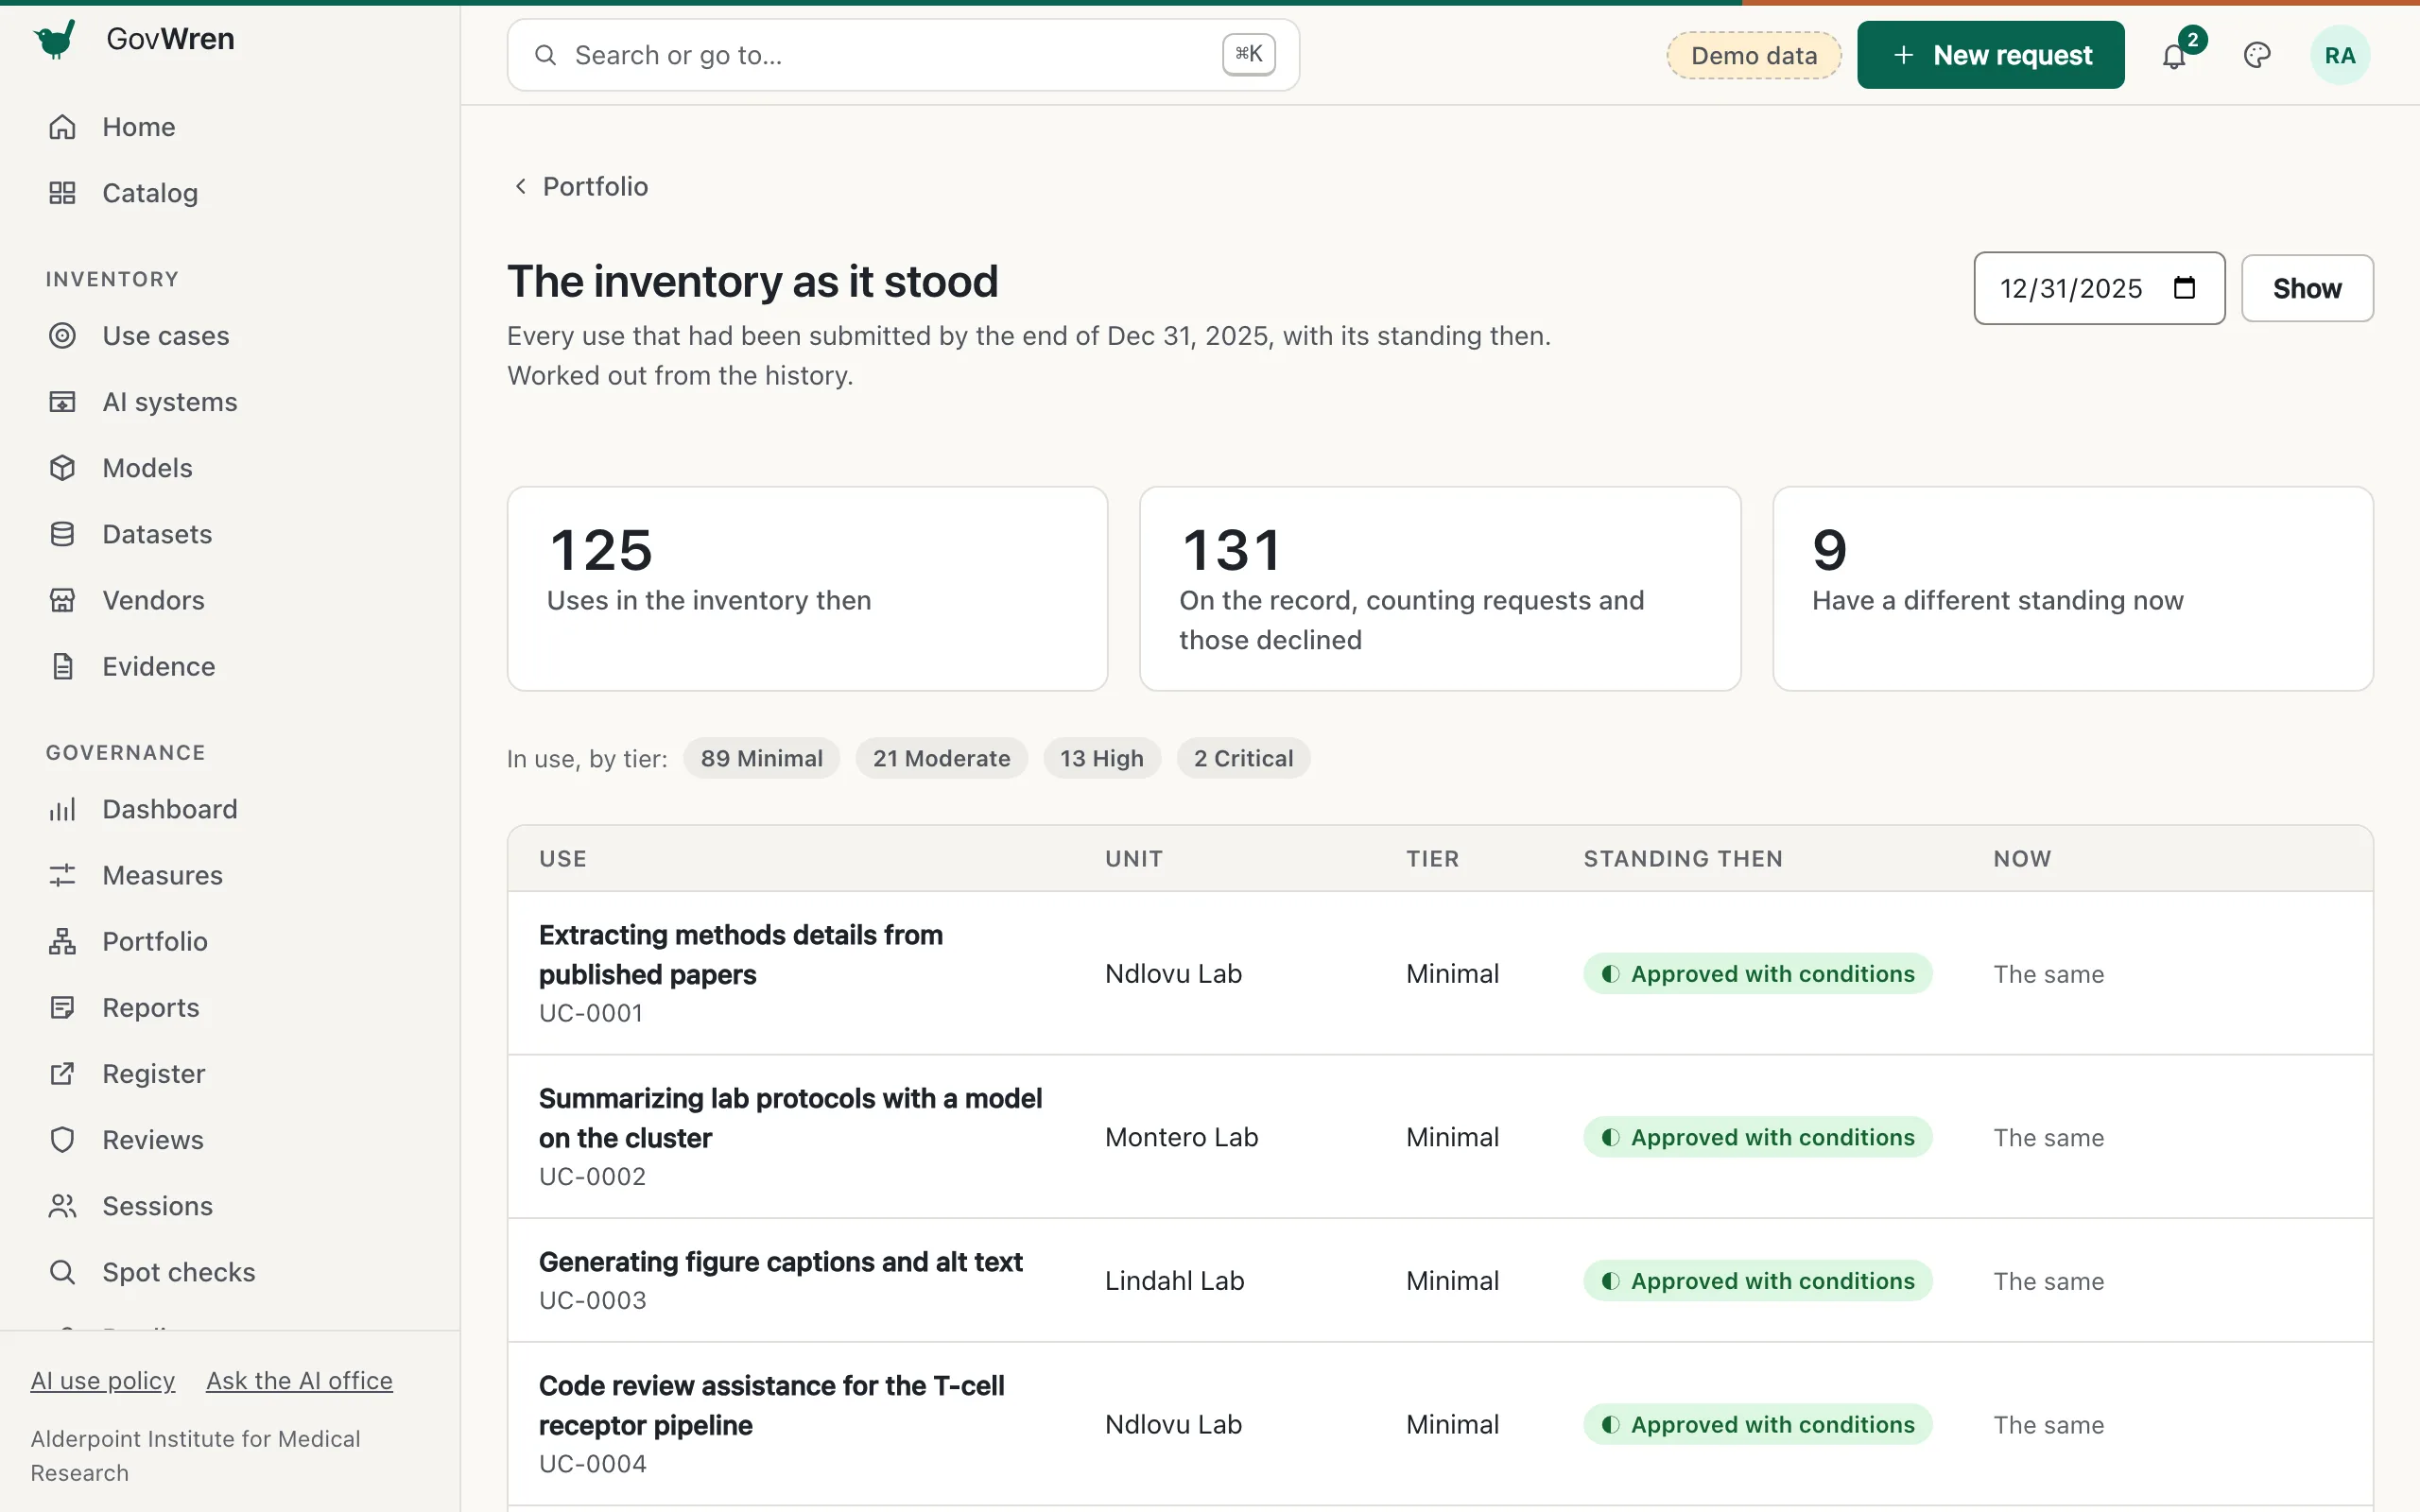 GovWren
Search or go to...
⌘K
Demo data
New request
2
RA
Home
Catalog
INVENTORY
Use cases
AI systems
Models
Datasets
Vendors
Evidence
GOVERNANCE
Dashboard
Measures
Portfolio
Reports
Register
Reviews
Sessions
Spot checks
AI use policy
Ask the AI office
Alderpoint Institute for Medical
Research
Portfolio
The inventory as it stood
Every use that had been submitted by the end of Dec 31, 2025, with its standing then.
Worked out from the history.
12/31/2025
Show
125
Uses in the inventory then
131
On the record, counting requests and
those declined
9
Have a different standing now
In use, by tier: 89 Minimal 21 Moderate 13 High 2 Critical
USE UNIT TIER STANDING THEN NOW
Extracting methods details from
published papers
UC-0001
Ndlovu Lab Minimal Approved with conditions The same
Summarizing lab protocols with a model
on the cluster
UC-0002
Montero Lab Minimal Approved with conditions The same
Generating figure captions and alt text
UC-0003
Lindahl Lab Minimal Approved with conditions The same
Code review assistance for the T-cell
receptor pipeline
UC-0004
Ndlovu Lab Minimal Approved with conditions The same